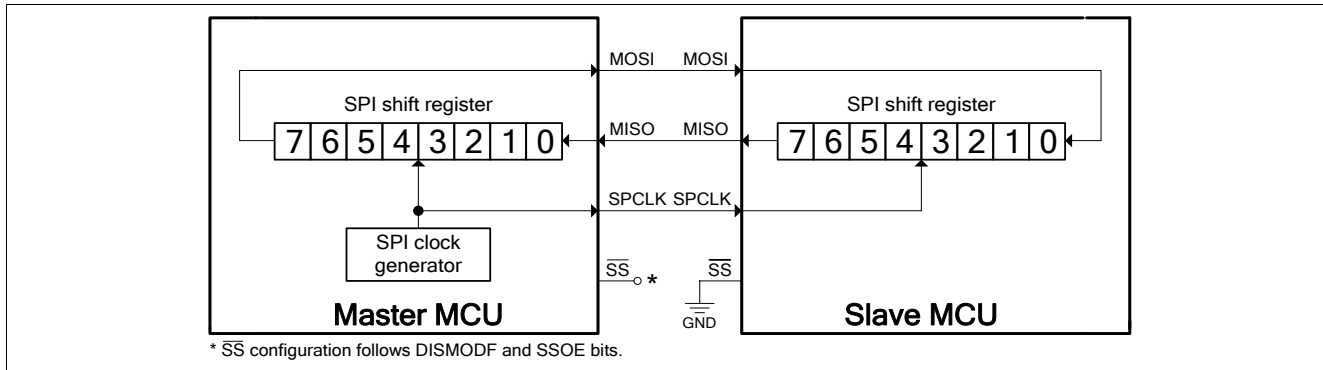 MOSI MOSI
SPI shift register SPI shift register
7 6 5 4 3 2 1 0 MISO MISO 7 6 5 4 3 2 1 0
SPCLK SPCLK
SPI clock
generator
SS * SS
GND
Master MCU Slave MCU
* SS configuration follows DISMODF and SSOE bits.